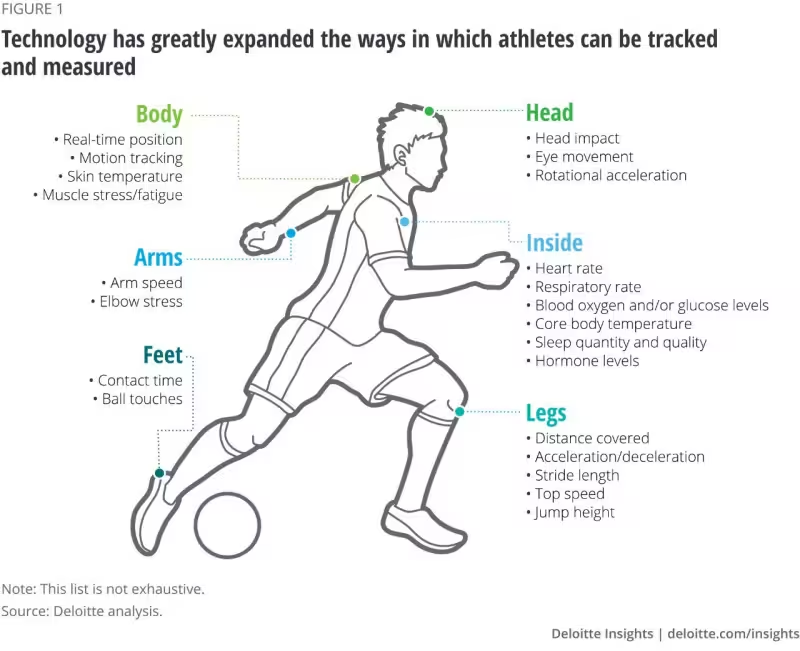 FIGURE 1
Technology has greatly expanded the ways in which athletes can be tracked
and measured
Body
• Real-time position
• Motion tracking
• Skin temperature
• Muscle stress/fatigue
Arms
• Arm speed
• Elbow stress
Feet
• Contact time
• Ball touches
Head
• Head impact
• Eye movement
• Rotational acceleration
Inside
• Heart rate
• Respiratory rate
• Blood oxygen and/or glucose levels
• Core body temperature
• Sleep quantity and quality
• Hormone levels
Legs
• Distance covered
• Acceleration/deceleration
• Stride length
• Top speed
• Jump height
Note: This list is not exhaustive.
Source: Deloitte analysis.
Deloitte Insights | deloitte.com/insights